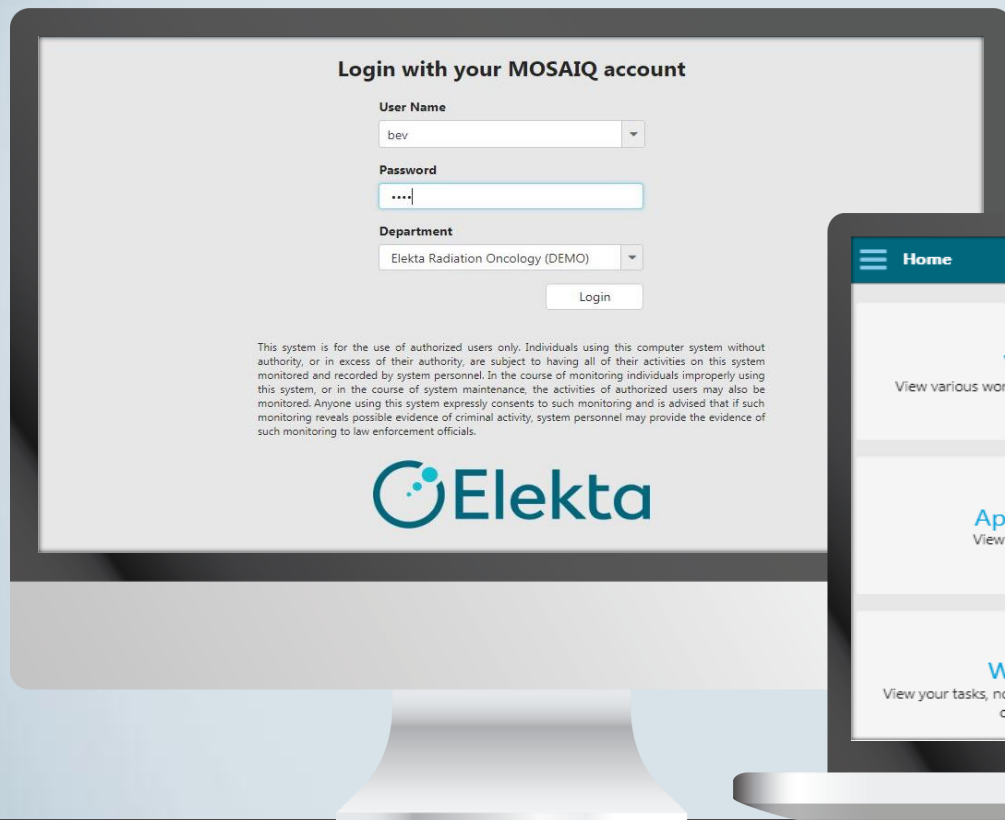 Login with your MOSAIQ account
User Name
bev
Password
••••
Department
Elekta Radiation Oncology (DEMO)
Login
This system is for the use of authorized users only. Individuals using this computer system without
authority, or in excess of their authority, are subject to having all of their activities on this system
monitored and recorded by system personnel. In the course of monitoring individuals improperly using
this system, or in the course of system maintenance, the activities of authorized users may also be
monitored. Anyone using this system expressly consents to such monitoring and is advised that if such
monitoring reveals possible evidence of criminal activity, system personnel may provide the evidence of
such monitoring to law enforcement officials.
Elekta
Home
View various wor
Ap
View
W
View your tasks, no